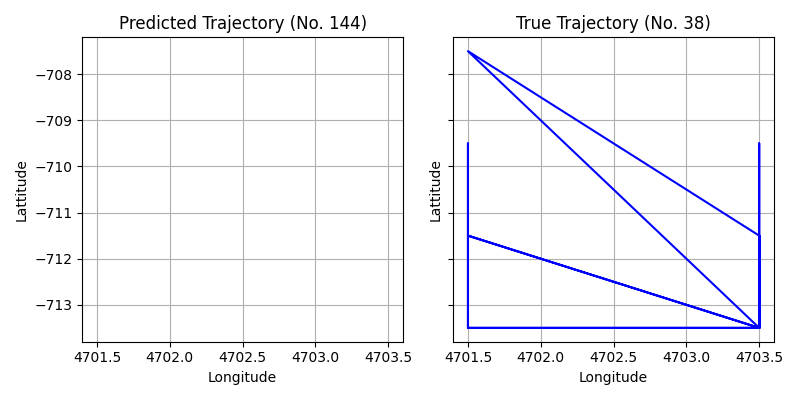 Predicted Trajectory (No. 144)
True Trajectory (No. 38)
Lattitude
−708
−709
−710
−711
−712
−713
4701.5 4702.0 4702.5 4703.0 4703.5
Longitude
Lattitude
4701.5 4702.0 4702.5 4703.0 4703.5
Longitude